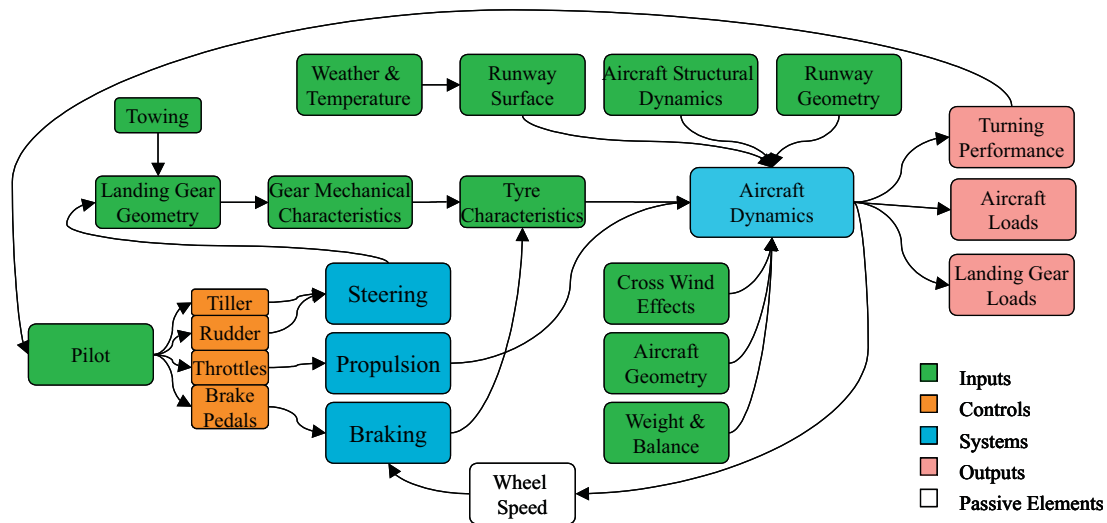 Weather &
Temperature
Runway
Surface
Aircraft Structural
Dynamics
Runway
Geometry
Towing
Turning
Performance
Landing Gear
Geometry
Gear Mechanical
Characteristics
Tyre
Characteristics
Aircraft
Dynamics
Aircraft
Loads
Landing Gear
Loads
Steering
Cross Wind
Effects
Tiller
Rudder
Throttles
Brake
Pedals
Pilot
Propulsion
Aircraft
Geometry
Braking
Weight &
Balance
Wheel
Speed
Inputs
Controls
Systems
Outputs
Passive Elements